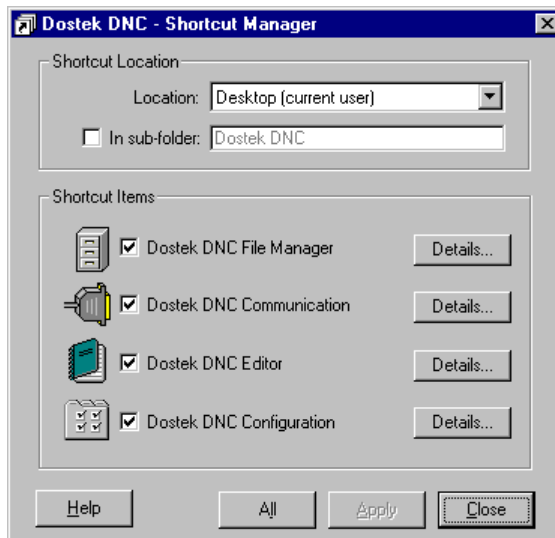 Dostek DNC - Shortcut Manager
Shortcut Location
Location: Desktop (current user)
In sub-folder: Dostek DNC
Shortcut Items
Dostek DNC File Manager Details...
Dostek DNC Communication Details...
Dostek DNC Editor Details...
Dostek DNC Configuration Details...
Help All Apply Close